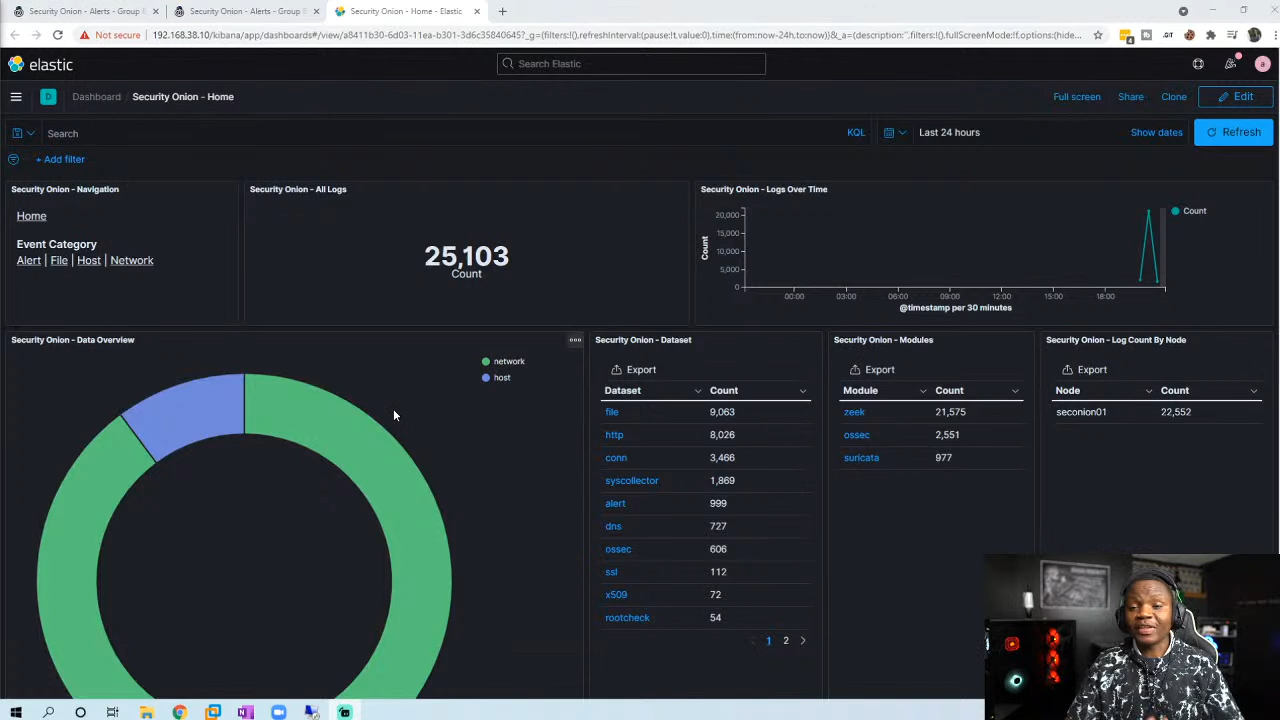 Security Onion - Alerts - Group
Security Onion - Alerts - Group
Security Onion - Home - Elastic
Not secure
192.168.38.10/kibana/app/dashboards#/view/a8411b30-6d03-11ea-b301-3d6c35840645?_g=(filters:!(),refreshInterval:(pause:!t,value:0),time:(from:now-24h,to:now))&_a=(description:'',filters:!(),fullScreenMode:!f,options:(hide...
4
.GIT
elastic
Search Elastic
a
D
Dashboard
Security Onion - Home
Full screen
Share
Clone
Edit
Search
KQL
Last 24 hours
Show dates
Refresh
+ Add filter
Security Onion - Navigation
Home
Event Category
Alert | File | Host | Network
Security Onion - All Logs
25,103
Count
Security Onion - Logs Over Time
Count
20,000
15,000
10,000
5,000
0
00:00 03:00 06:00 09:00 12:00 15:00 18:00
@timestamp per 30 minutes
Count
Security Onion - Data Overview
network
host
Security Onion - Dataset
Export
Dataset Count
file 9,063
http 8,026
conn 3,466
syscollector 1,869
alert 999
dns 727
ossec 606
ssl 112
x509 72
rootcheck 54
1 2
Security Onion - Modules
Export
Module Count
zeek 21,575
ossec 2,551
suricata 977
Security Onion - Log Count By Node
Export
Node Count
seconion01 22,552